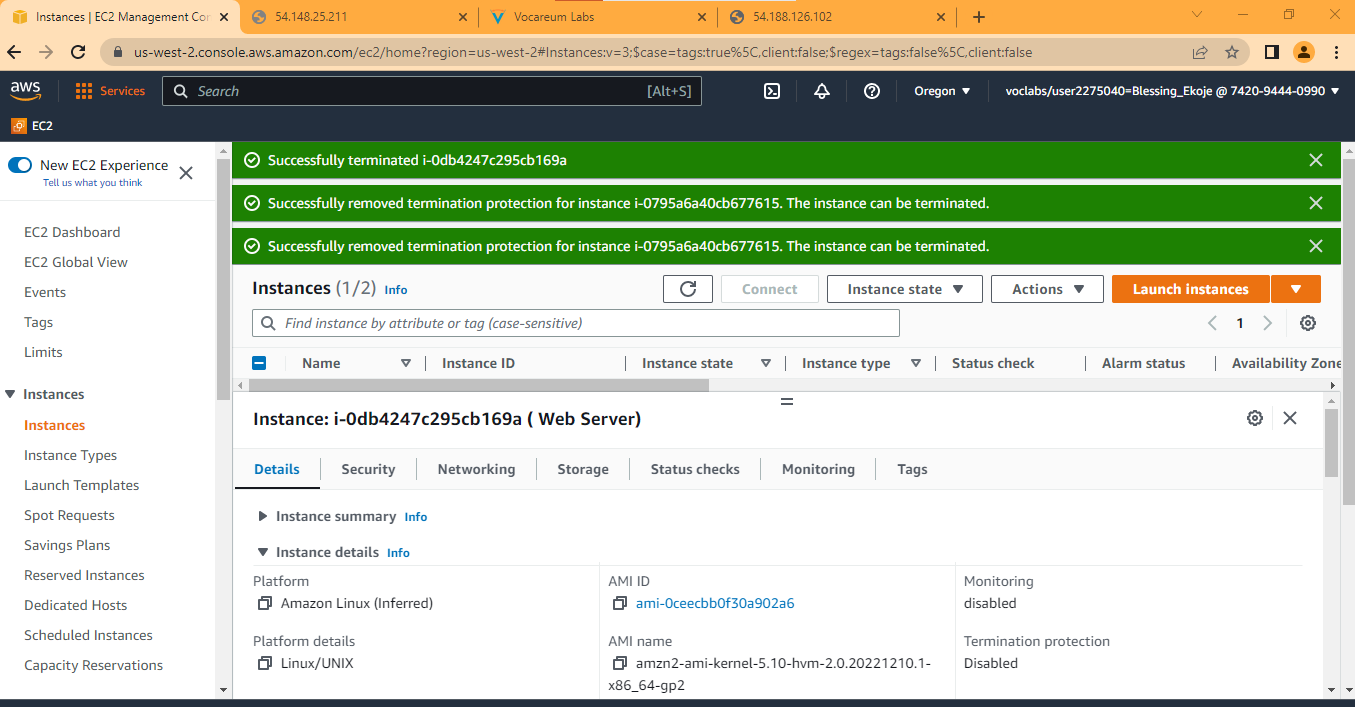 Instances | EC2 Management Cor
54.148.25.211
Vocareum Labs
54.188.126.102
us-west-2.console.aws.amazon.com/ec2/home?region=us-west-2#Instances:v=3;$case=tags:true%5C,client:false;$regex=tags:false%5C,client:false
aws
Services
Search
[Alt+S]
Oregon
voclabs/user2275040=Blessing_Ekoje @ 7420-9444-0990
EC2
New EC2 Experience
Tell us what you think
EC2 Dashboard
EC2 Global View
Events
Tags
Limits
Instances
Instances
Instance Types
Launch Templates
Spot Requests
Savings Plans
Reserved Instances
Dedicated Hosts
Scheduled Instances
Capacity Reservations
Successfully terminated i-0db4247c295cb169a
Successfully removed termination protection for instance i-0795a6a40cb677615. The instance can be terminated.
Successfully removed termination protection for instance i-0795a6a40cb677615. The instance can be terminated.
Instances (1/2) Info
Connect
Instance state
Actions
Launch instances
Find instance by attribute or tag (case-sensitive)
1
Name
Instance ID
Instance state
Instance type
Status check
Alarm status
Availability Zone
Instance: i-0db4247c295cb169a ( Web Server)
Details
Security
Networking
Storage
Status checks
Monitoring
Tags
Instance summary Info
Instance details Info
Platform
Amazon Linux (Inferred)
AMI ID
ami-0ceecbb0f30a902a6
Monitoring
disabled
Platform details
Linux/UNIX
AMI name
amzn2-ami-kernel-5.10-hvm-2.0.20221210.1-
x86_64-gp2
Termination protection
Disabled